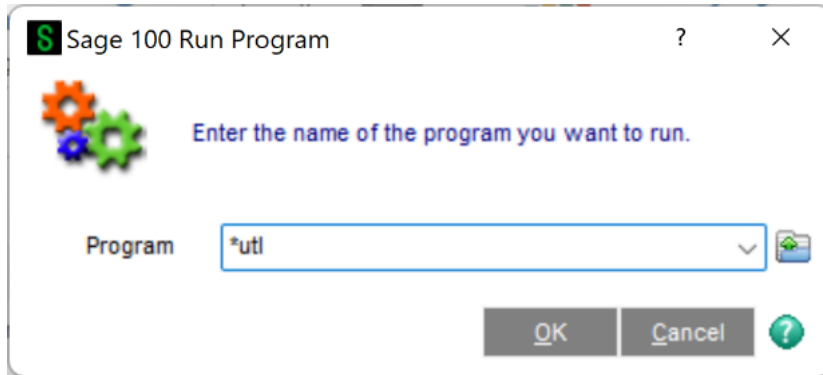 S Sage 100 Run Program ?
Enter the name of the program you want to run.
Program *utl
OK Cancel ?